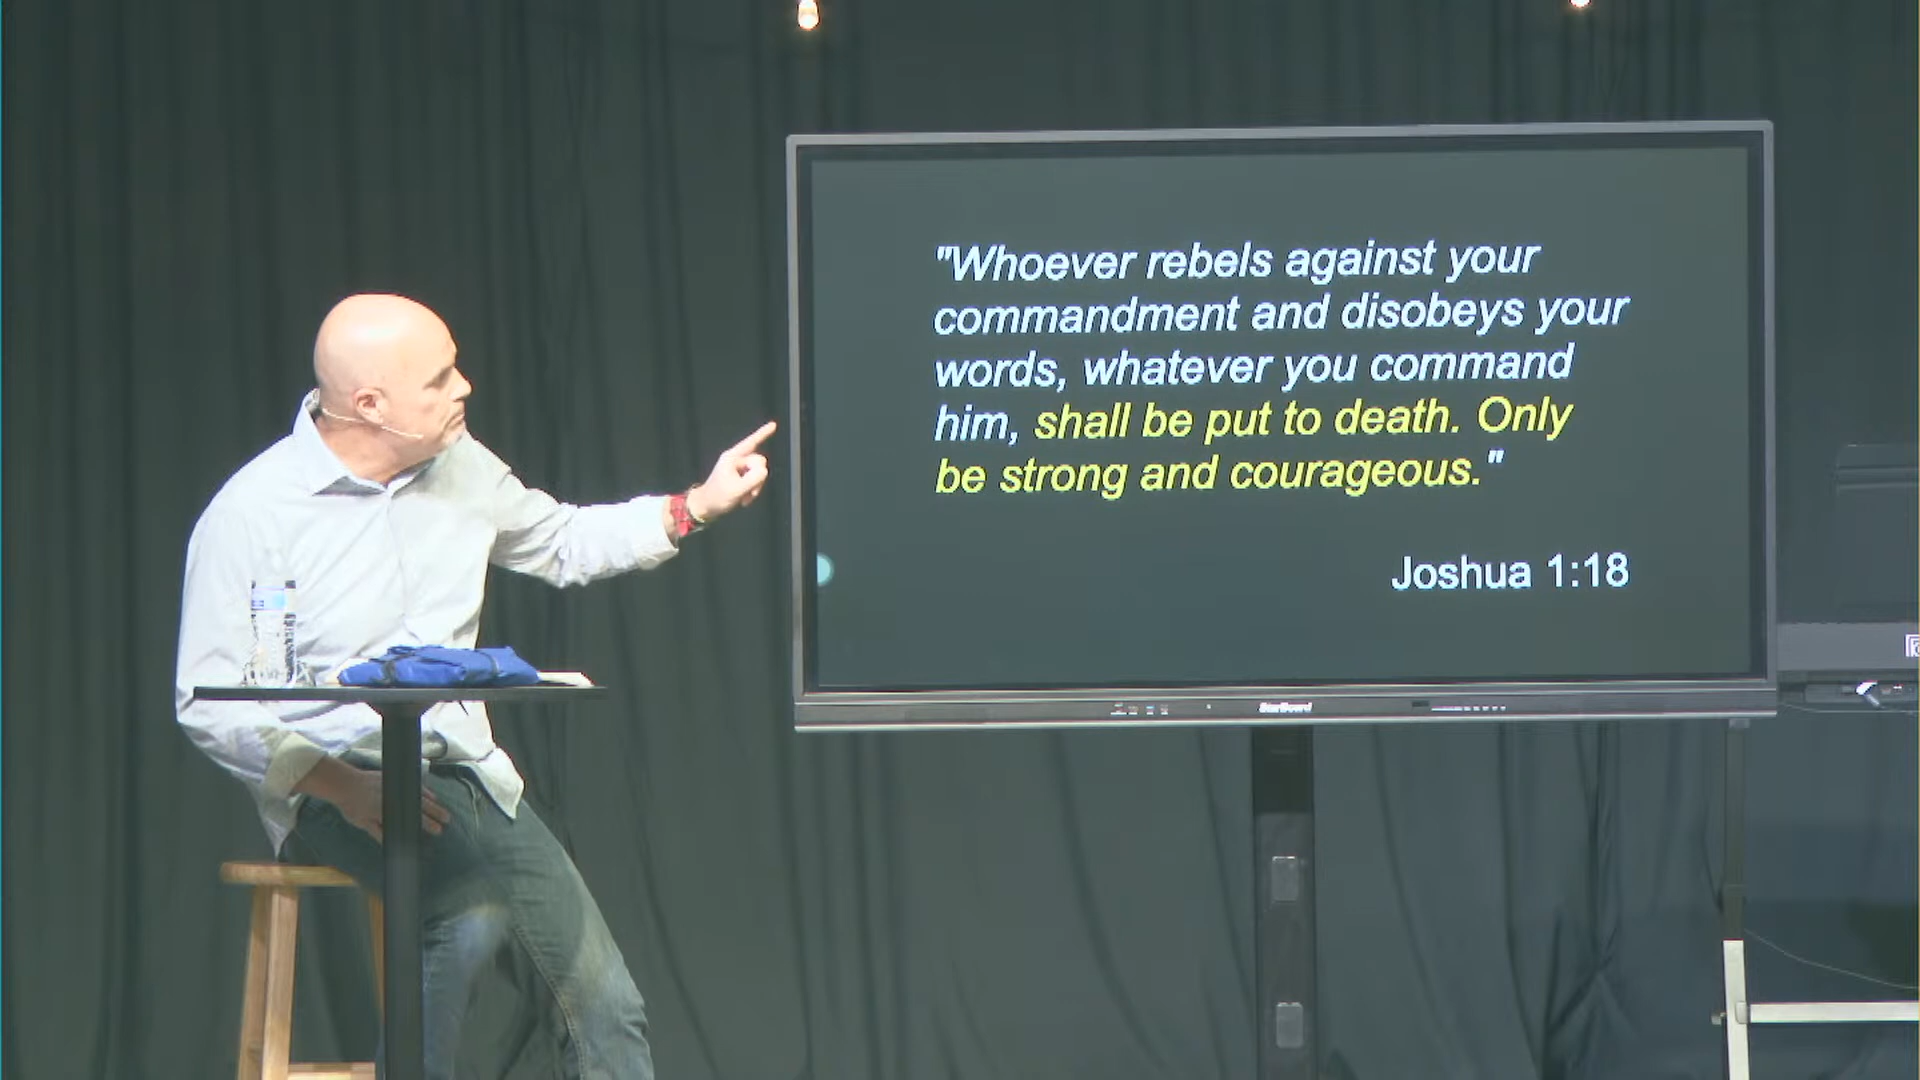 "Whoever rebels against your
commandment and disobeys your
words, whatever you command
him, shall be put to death. Only
be strong and courageous."
Joshua 1:18
StarBoard